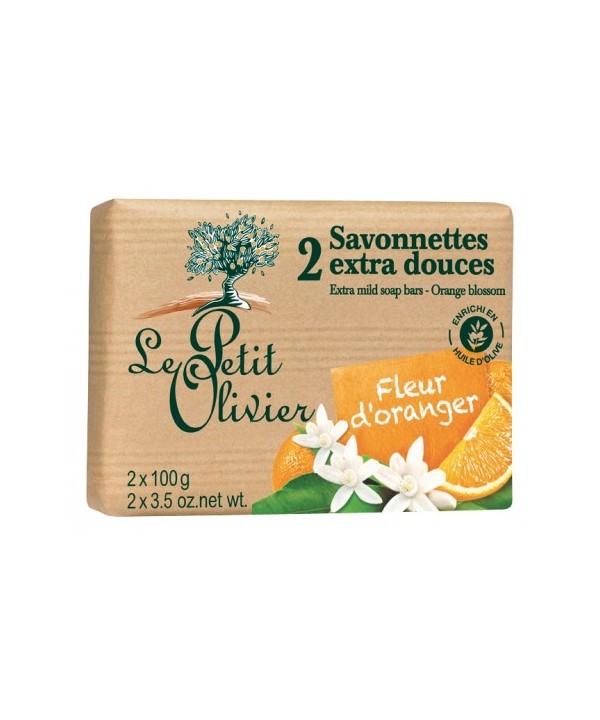 2 Savonnettes
extra douces
Extra mild soap bars - Orange blossom
ENRICHI EN
HUILE D'OLIVE
Le Petit
Olivier
Fleur
d'oranger
2 x 100 g
2 x 3.5 oz.net wt.